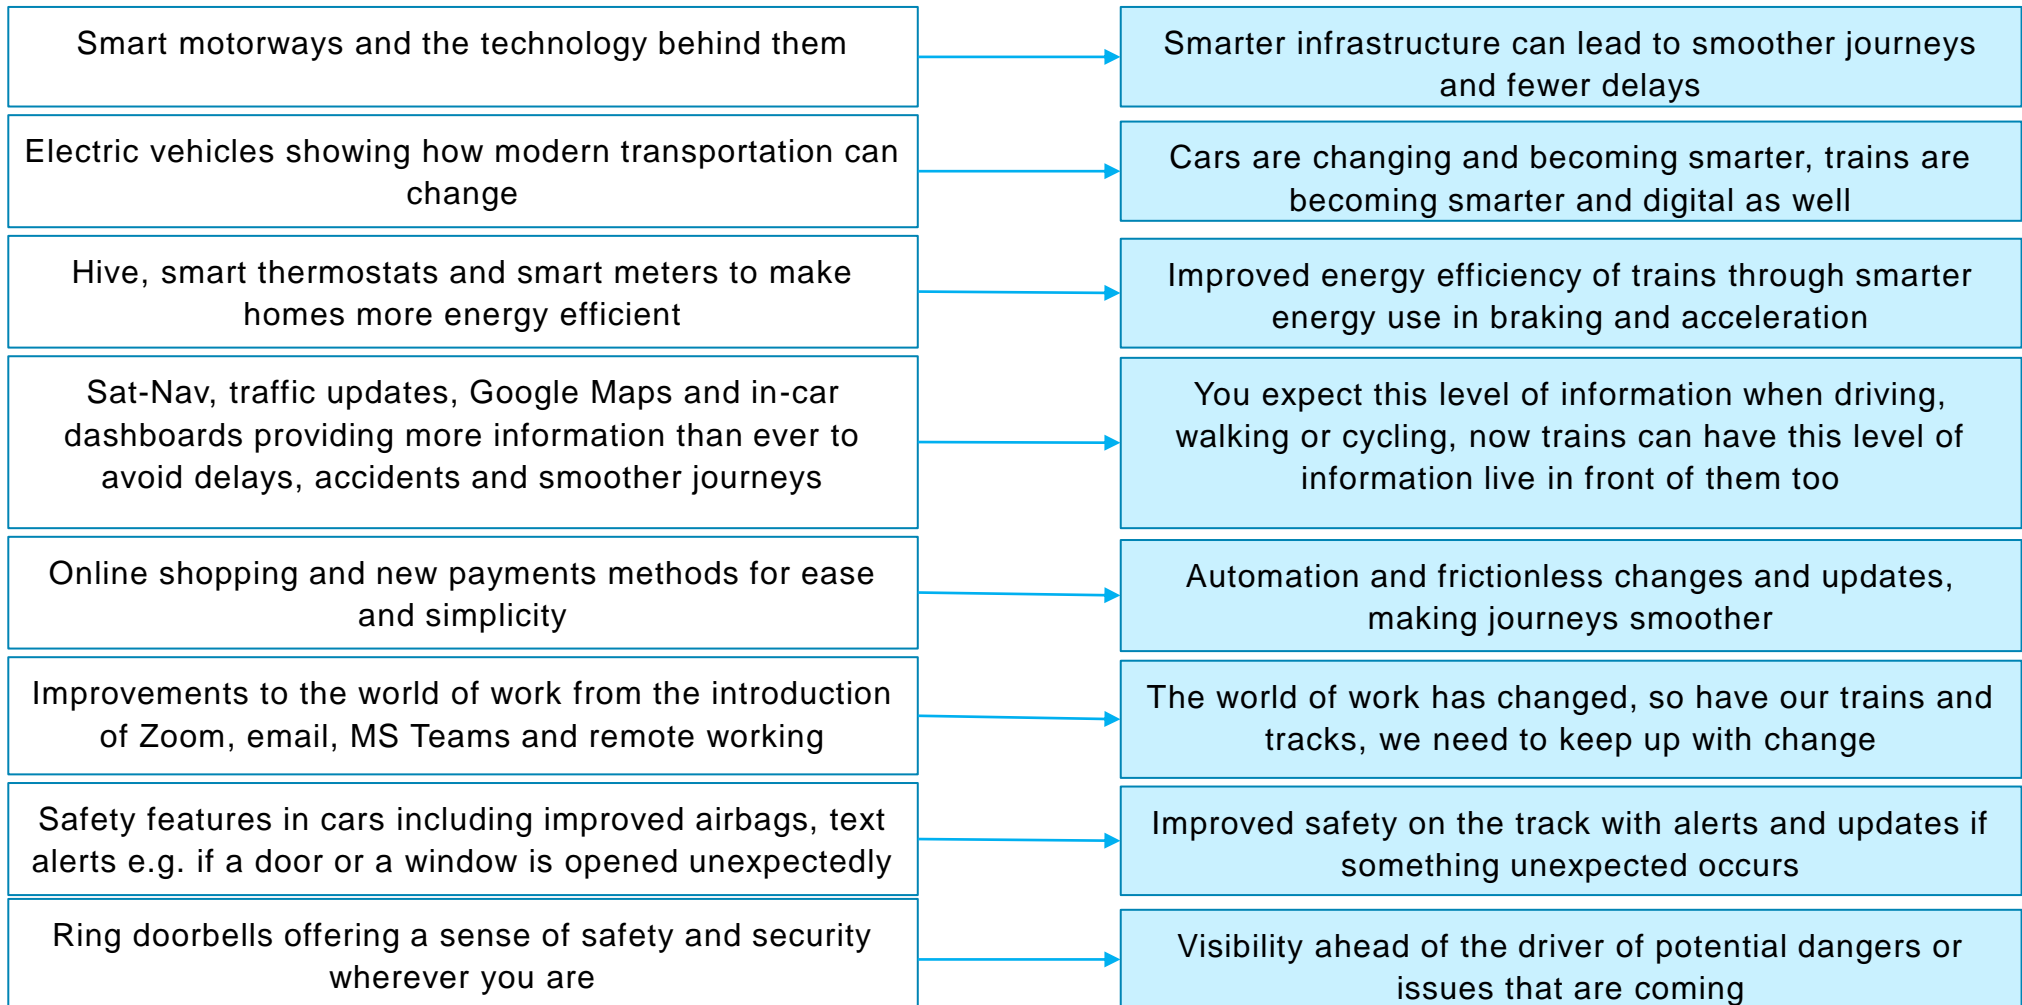 Smart motorways and the technology behind them
Smarter infrastructure can lead to smoother journeys
and fewer delays
Electric vehicles showing how modern transportation can
change
Cars are changing and becoming smarter, trains are
becoming smarter and digital as well
Hive, smart thermostats and smart meters to make
homes more energy efficient
Improved energy efficiency of trains through smarter
energy use in braking and acceleration
Sat-Nav, traffic updates, Google Maps and in-car
dashboards providing more information than ever to
avoid delays, accidents and smoother journeys
You expect this level of information when driving,
walking or cycling, now trains can have this level of
information live in front of them too
Online shopping and new payments methods for ease
and simplicity
Automation and frictionless changes and updates,
making journeys smoother
Improvements to the world of work from the introduction
of Zoom, email, MS Teams and remote working
The world of work has changed, so have our trains and
tracks, we need to keep up with change
Safety features in cars including improved airbags, text
alerts e.g. if a door or a window is opened unexpectedly
Improved safety on the track with alerts and updates if
something unexpected occurs
Ring doorbells offering a sense of safety and security
wherever you are
Visibility ahead of the driver of potential dangers or
issues that are coming